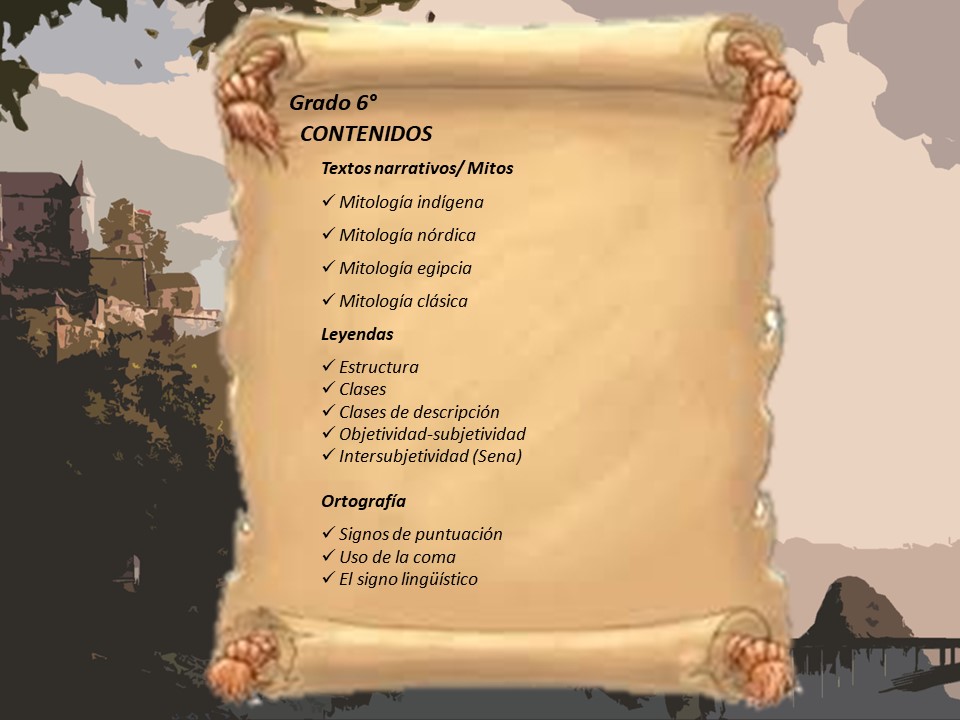 Grado 6°
CONTENIDOS
Textos narrativos/ Mitos
✓ Mitología indígena
✓ Mitología nórdica
✓ Mitología egipcia
✓ Mitología clásica
Leyendas
✓ Estructura
✓ Clases
✓ Clases de descripción
✓ Objetividad-subjetividad
✓ Intersubjetividad (Sena)
Ortografía
✓ Signos de puntuación
✓ Uso de la coma
✓ El signo lingüístico